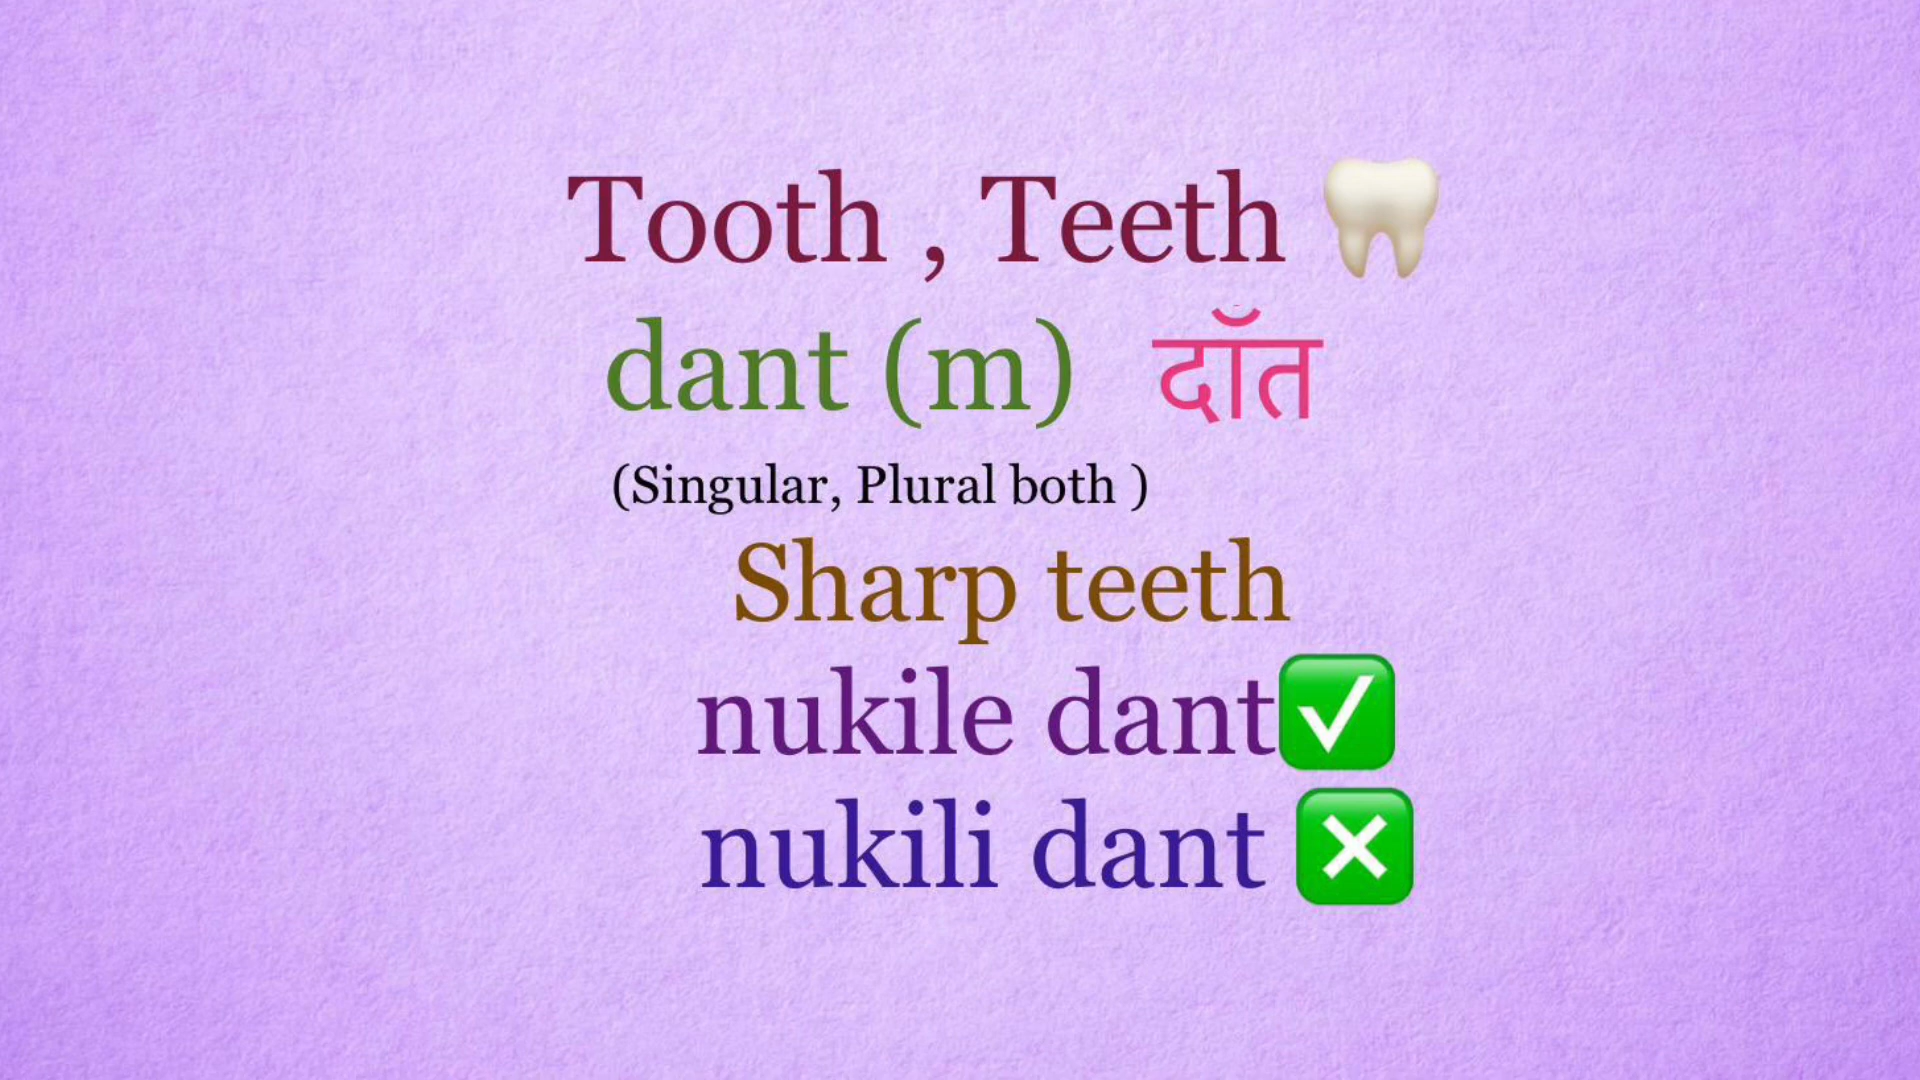 Tooth , Teeth 🦷
dant (m) दाँत
(Singular, Plural both )
Sharp teeth
nukile dant✅
nukili dant ❎